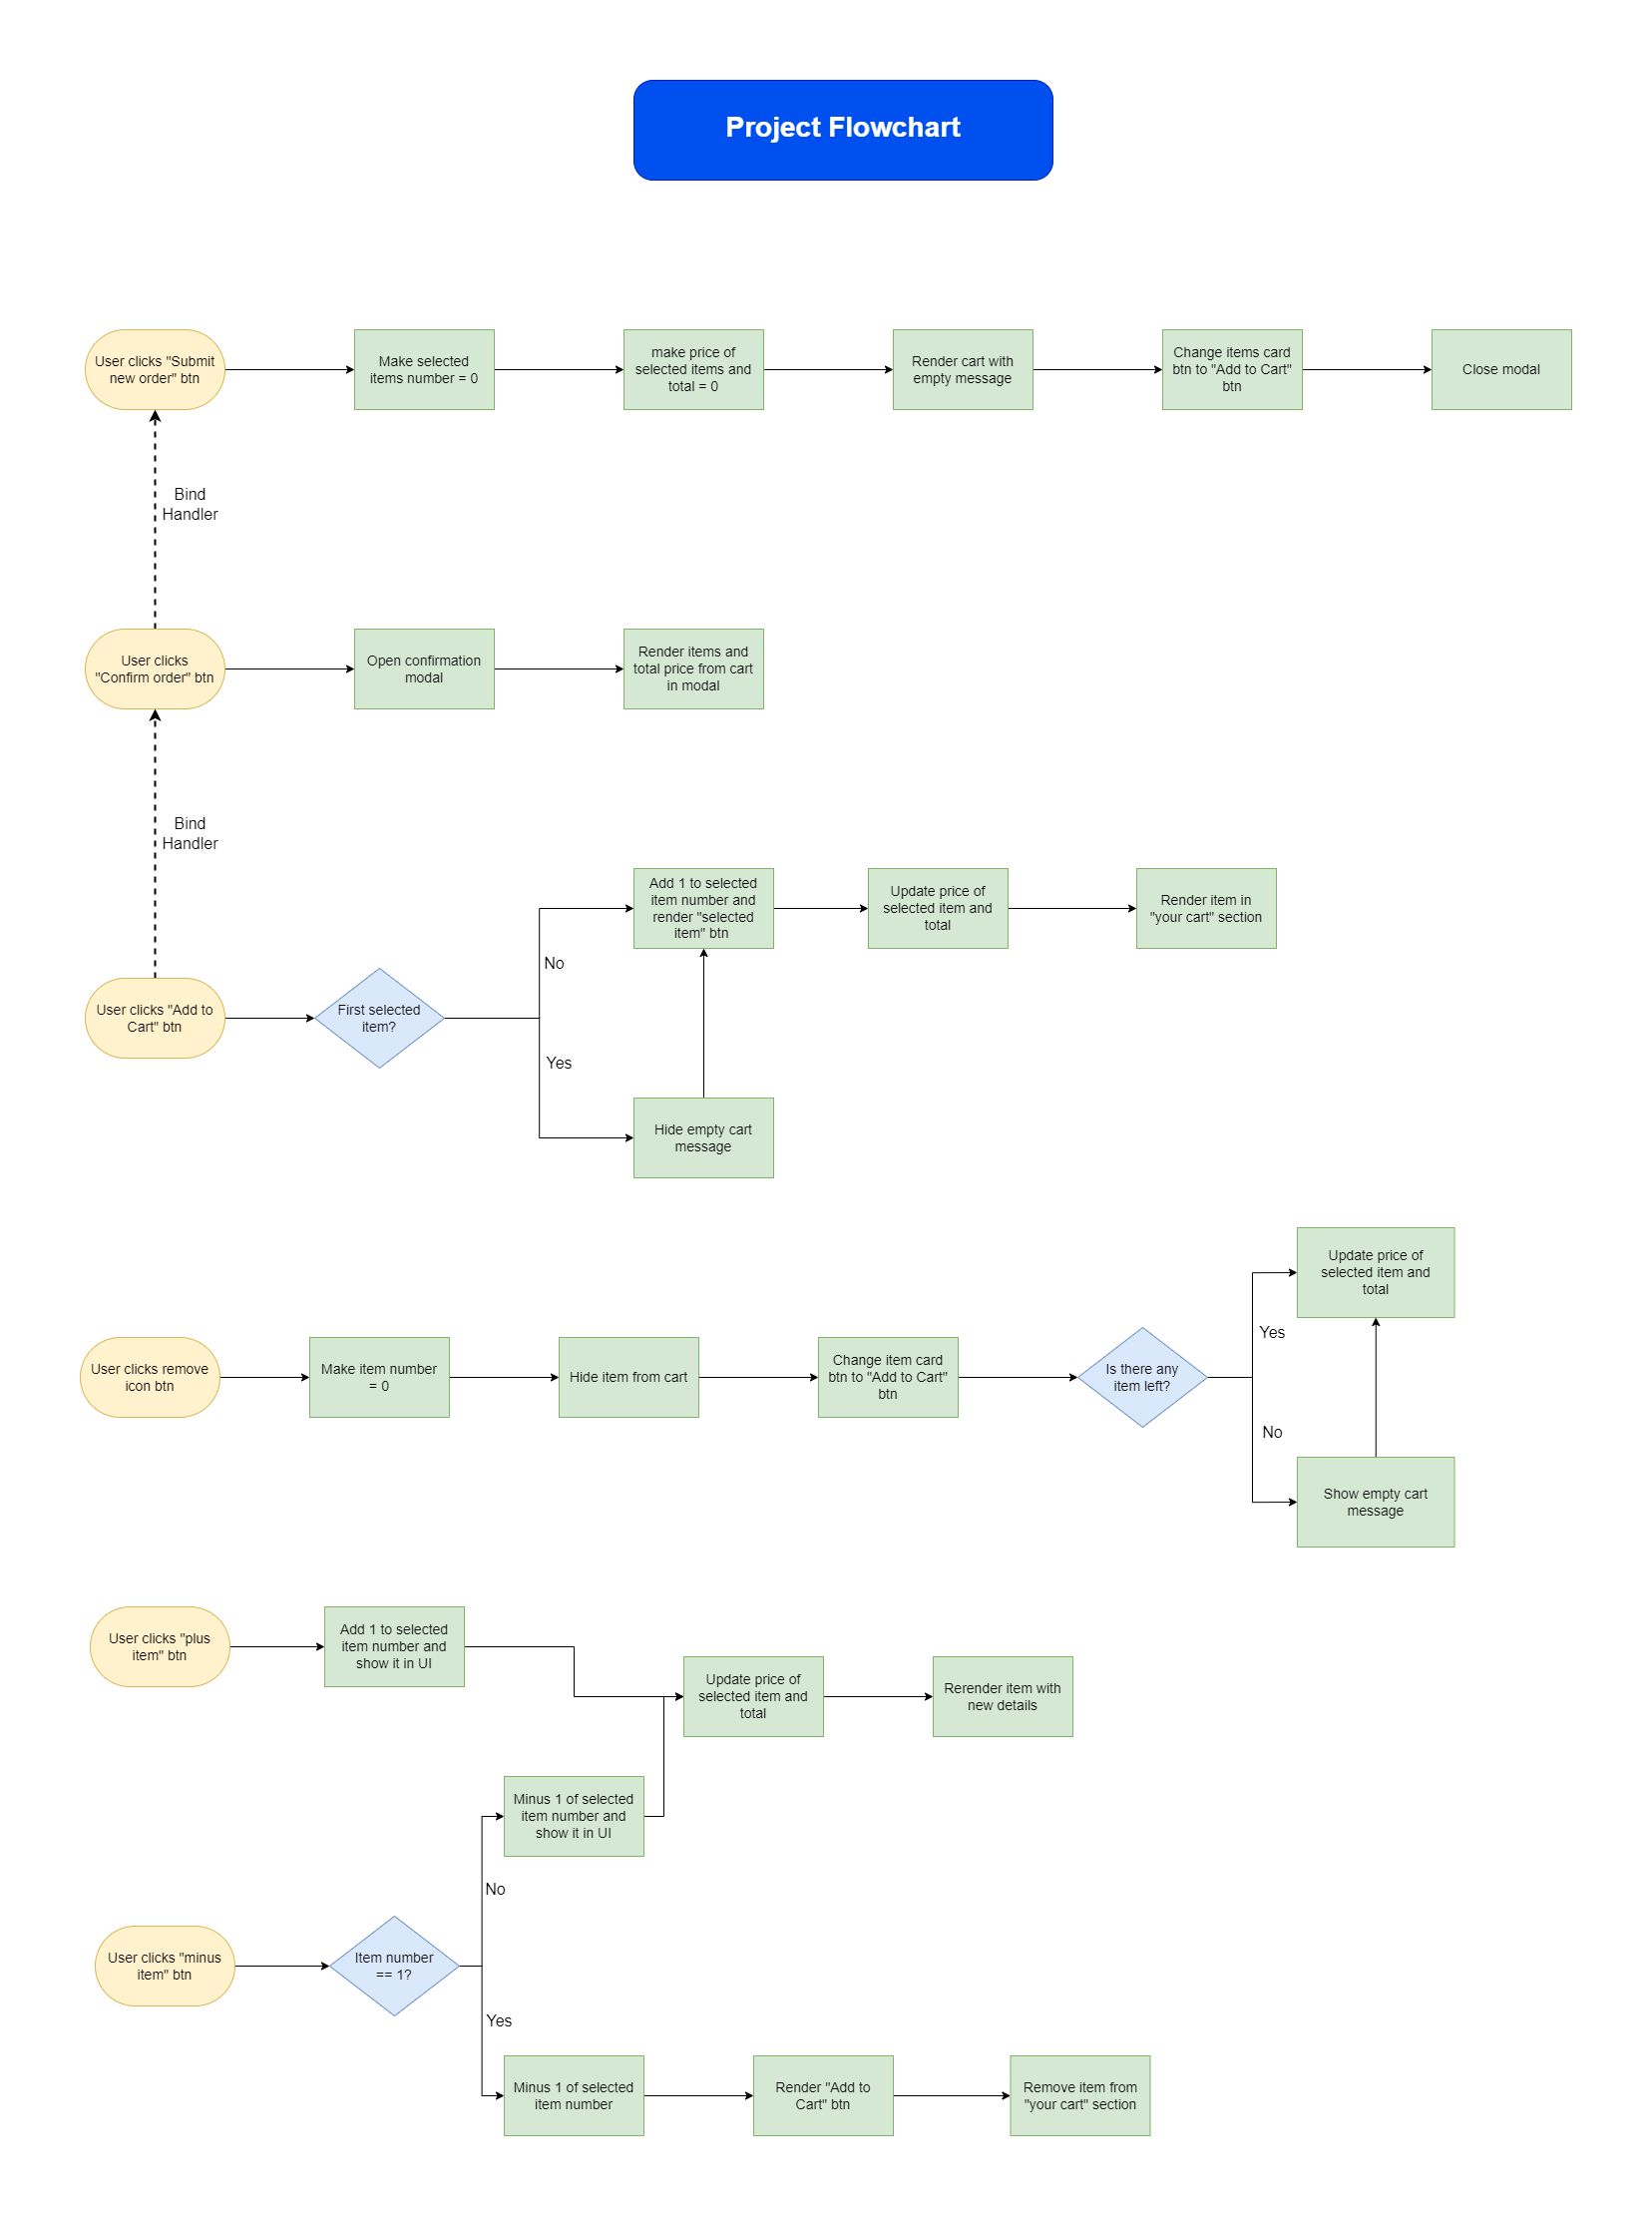 Project Flowchart
User clicks "Submit
new order" btn
Make selected
items number = 0
make price of
selected items and
total = 0
Render cart with
empty message
Change items card
btn to "Add to Cart"
btn
Close modal
Bind
Handler
User clicks
"Confirm order" btn
Open confirmation
modal
Render items and
total price from cart
in modal
Bind
Handler
User clicks "Add to
Cart" btn
First selected
item?
No
Yes
Add 1 to selected
item number and
render "selected
item" btn
Update price of
selected item and
total
Render item in
"your cart" section
Hide empty cart
message
User clicks remove
icon btn
Make item number
= 0
Hide item from cart
Change item card
btn to "Add to Cart"
btn
Is there any
item left?
Yes
No
Update price of
selected item and
total
Show empty cart
message
User clicks "plus
item" btn
Add 1 to selected
item number and
show it in UI
Update price of
selected item and
total
Rerender item with
new details
Minus 1 of selected
item number and
show it in UI
No
User clicks "minus
item" btn
Item number
== 1?
Yes
Minus 1 of selected
item number
Render "Add to
Cart" btn
Remove item from
"your cart" section